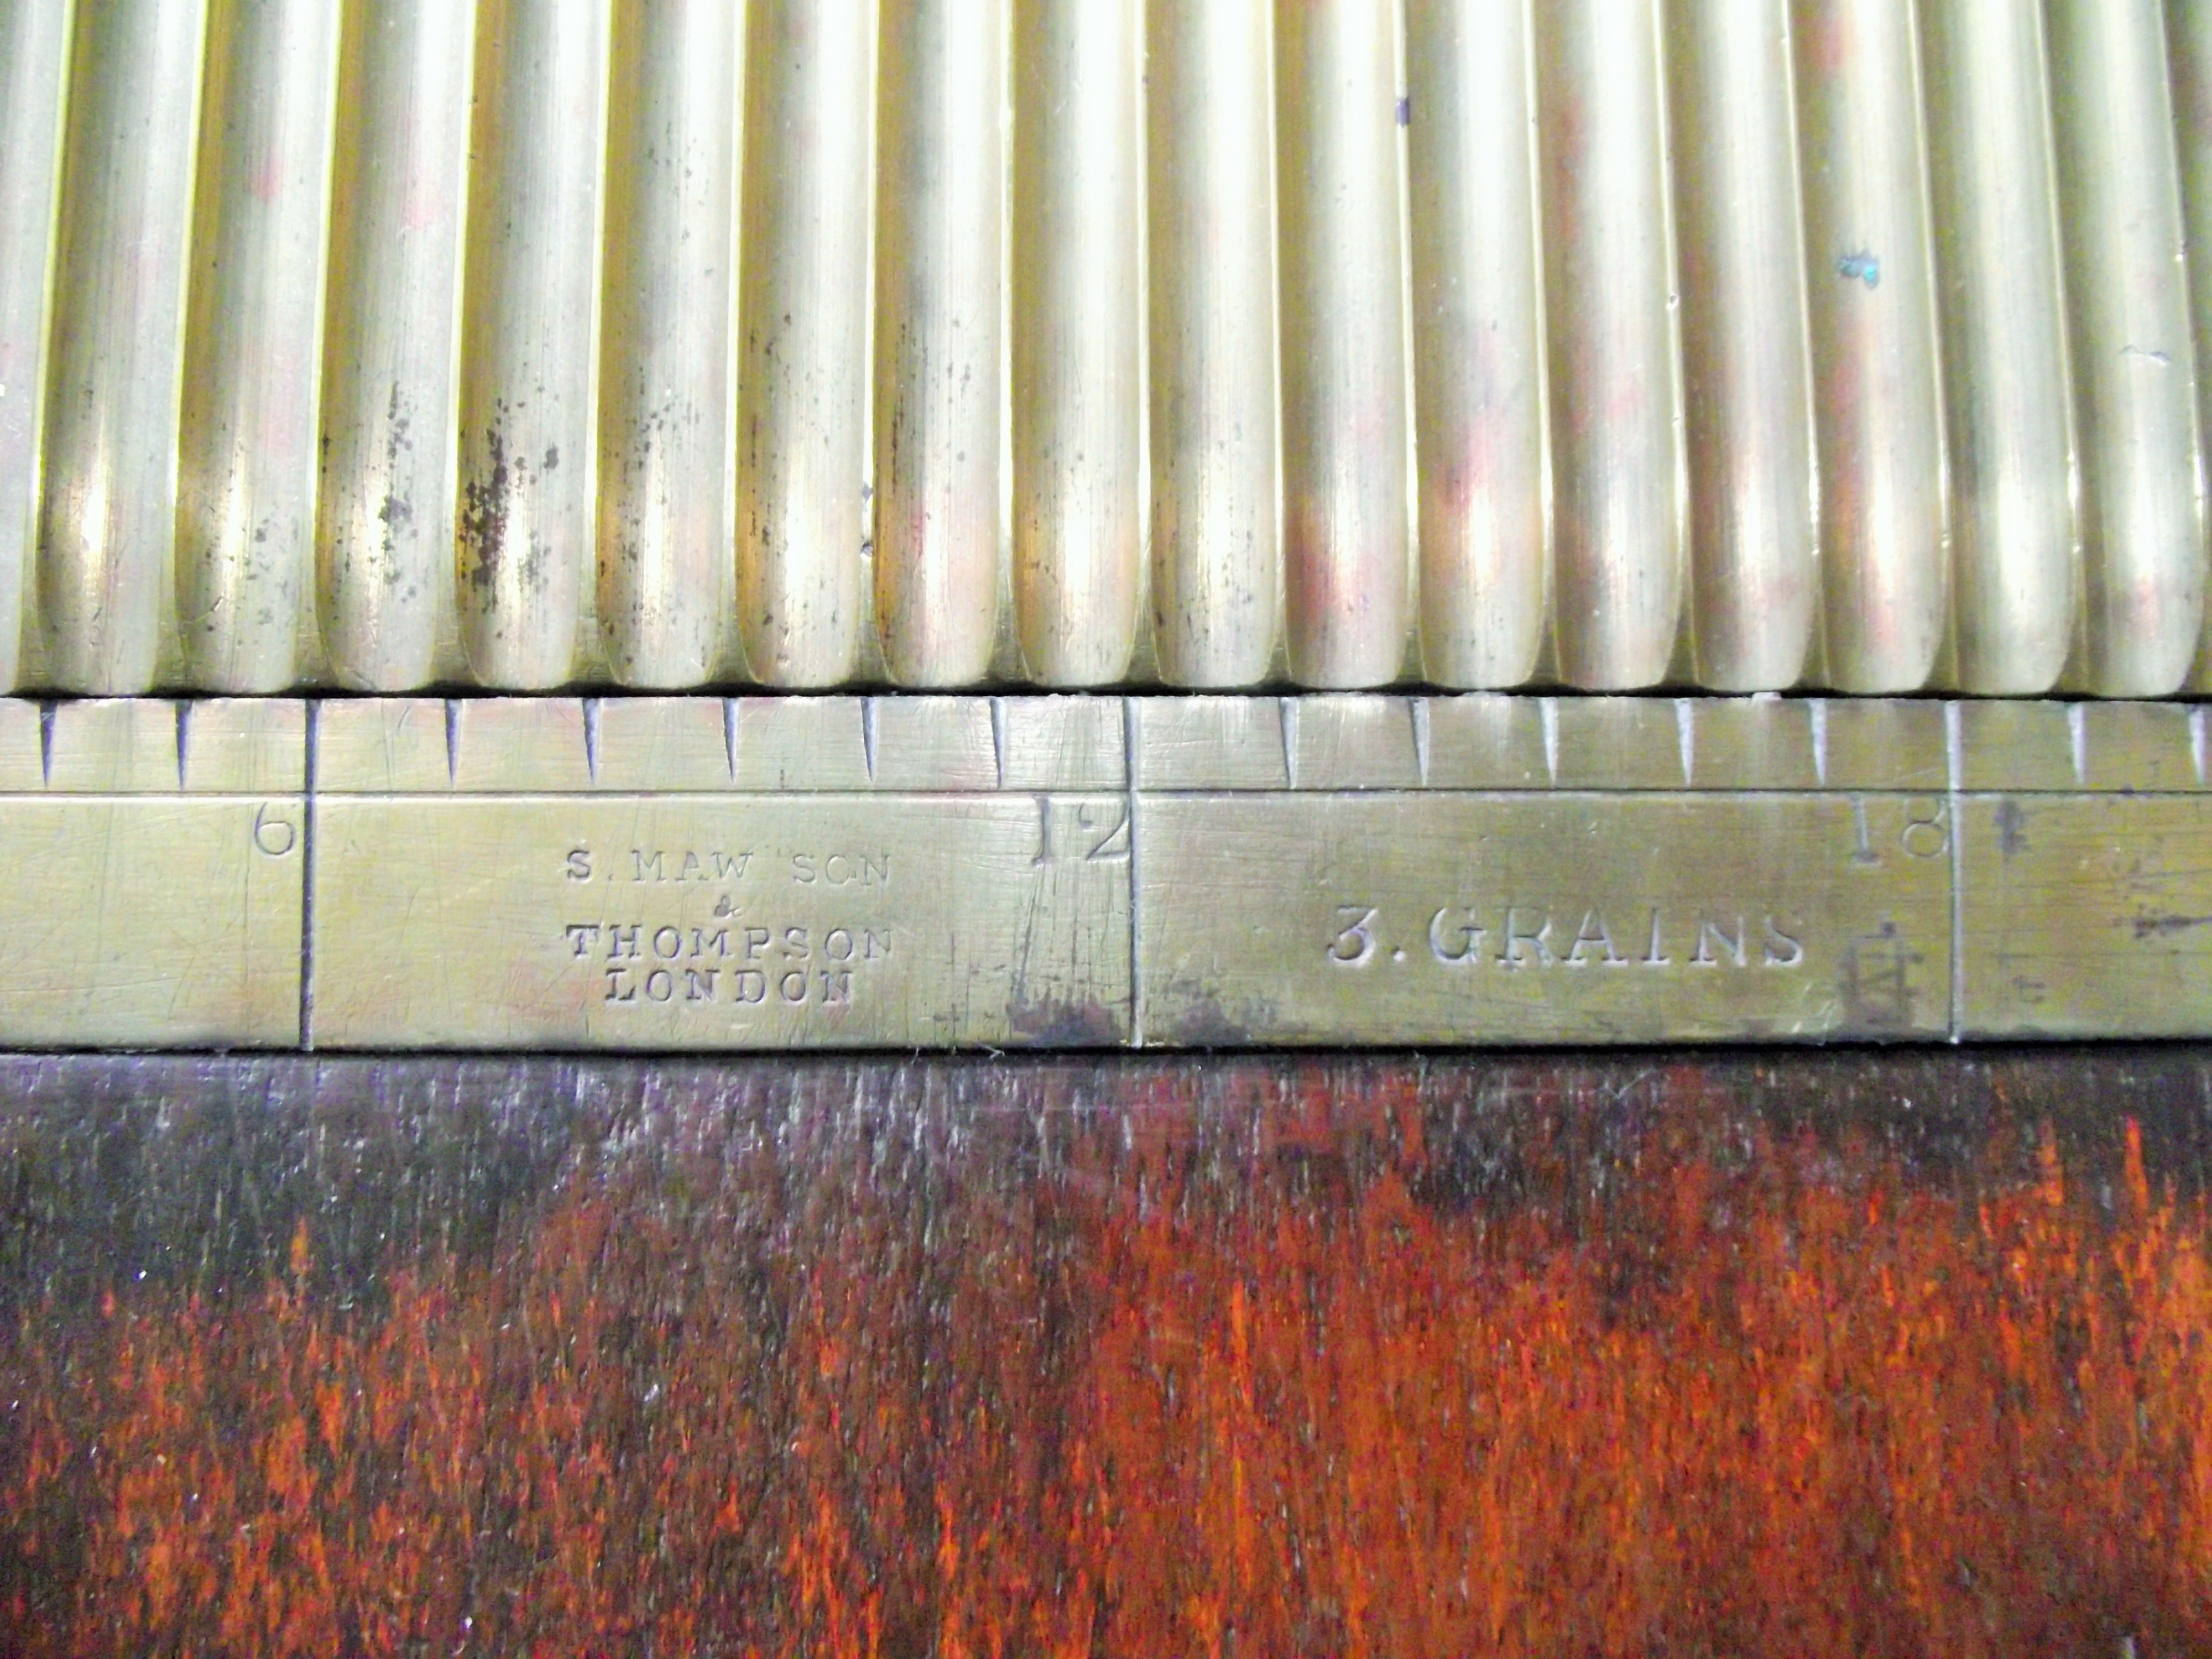 6 12 18
S. MAW SON
&
THOMPSON
LONDON
3. GRAINS